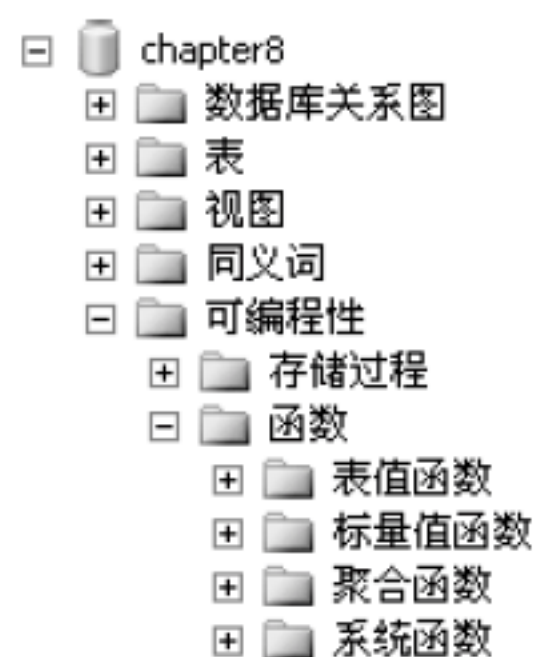 chapter8
数据库关系图
表
视图
同义词
可编程性
存储过程
函数
表值函数
标量值函数
聚合函数
系统函数